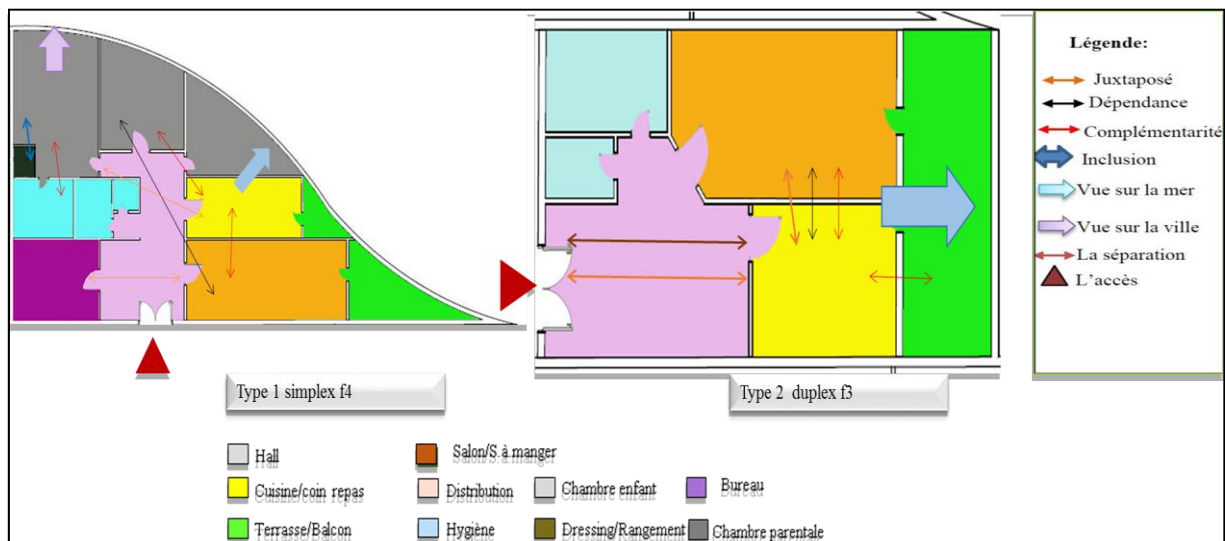 Légende:
Juxtaposé
Dépendance
Complémentarité
Inclusion
Vue sur la mer
Vue sur la ville
La séparation
L'accès
Type 1 simplex f4
Type 2 duplex f3
Hall
Salon/S.à manger
Cuisine/coin repas
Distribution
Chambre enfant
Bureau
Terrasse/Balcon
Hygiène
Dressing/Rangement
Chambre parentale